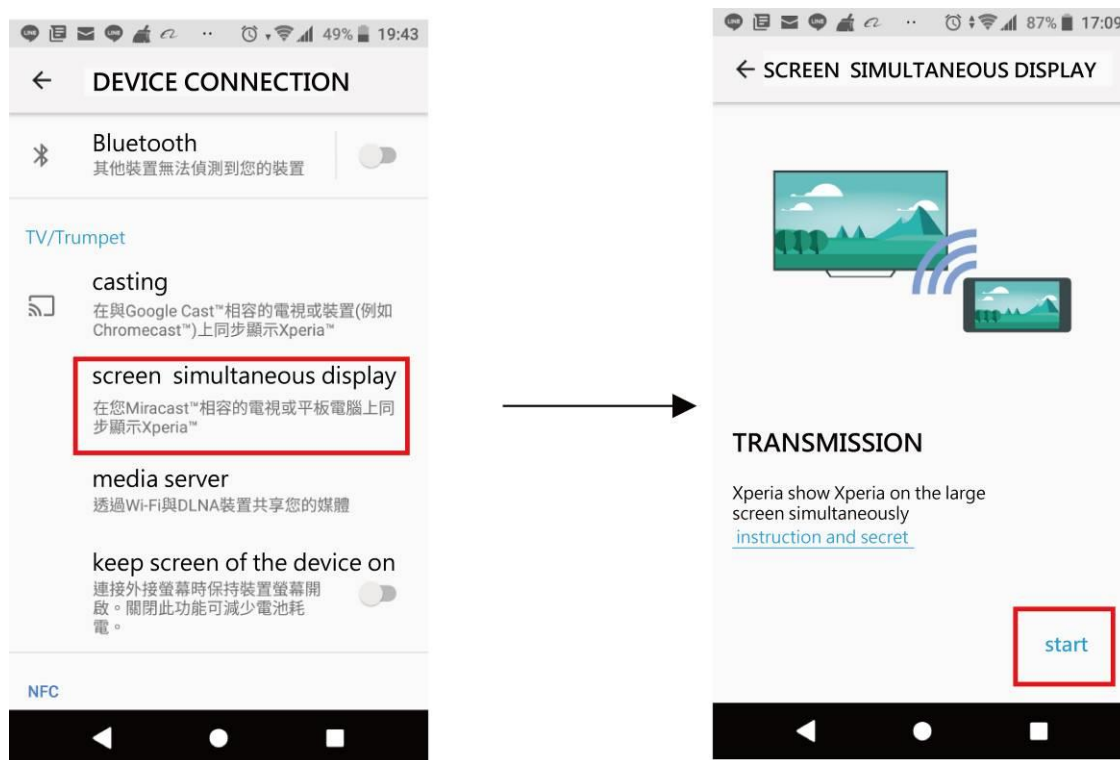 49% 19:43
DEVICE CONNECTION
Bluetooth
其他裝置無法偵測到您的裝置
TV/Trumpet
casting
在與Google Cast™相容的電視或裝置(例如
Chromecast™)上同步顯示Xperia™
screen simultaneous display
在您Miracast™相容的電視或平板電腦上同
步顯示Xperia™
media server
透過Wi-Fi與DLNA裝置共享您的媒體
keep screen of the device on
連接外接螢幕時保持裝置螢幕開
啟。關閉此功能可減少電池耗
電。
NFC
87% 17:09
SCREEN SIMULTANEOUS DISPLAY
TRANSMISSION
Xperia show Xperia on the large
screen simultaneously
instruction and secret
start